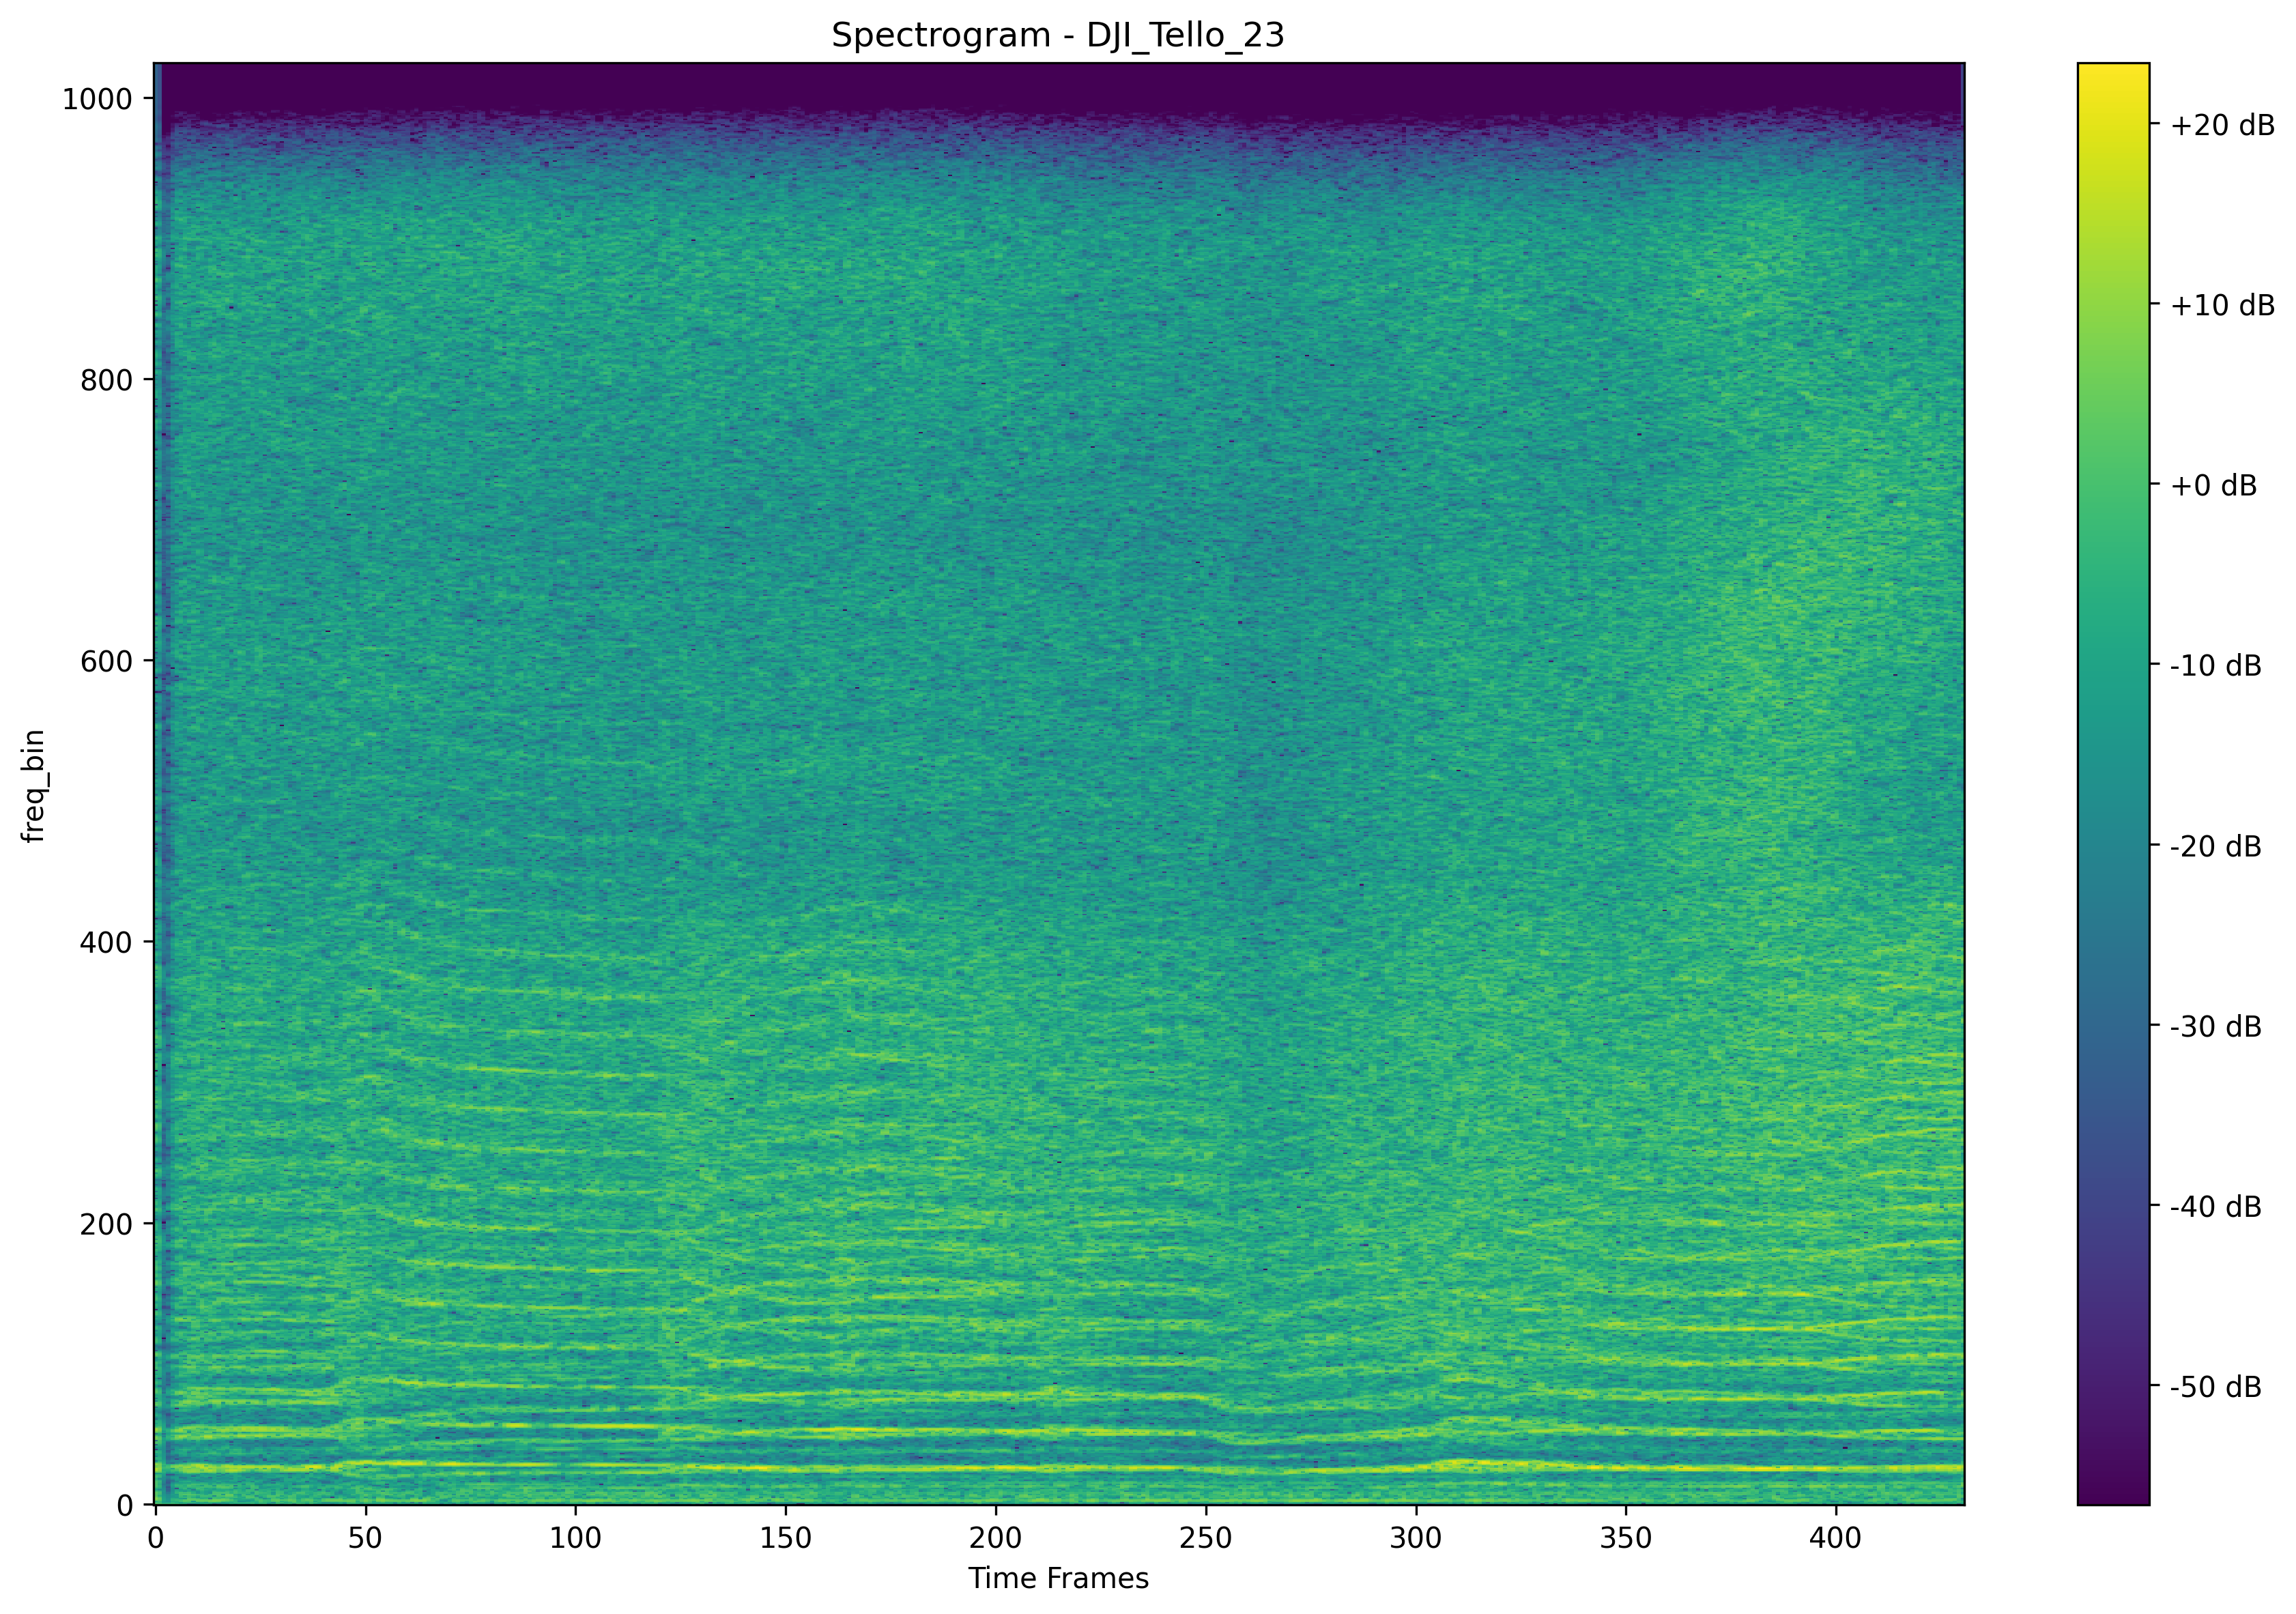 Spectrogram - DJI_Tello_23
freq_bin
1000
800
600
400
200
0
0 50 100 150 200 250 300 350 400
Time Frames
+20 dB
+10 dB
+0 dB
-10 dB
-20 dB
-30 dB
-40 dB
-50 dB